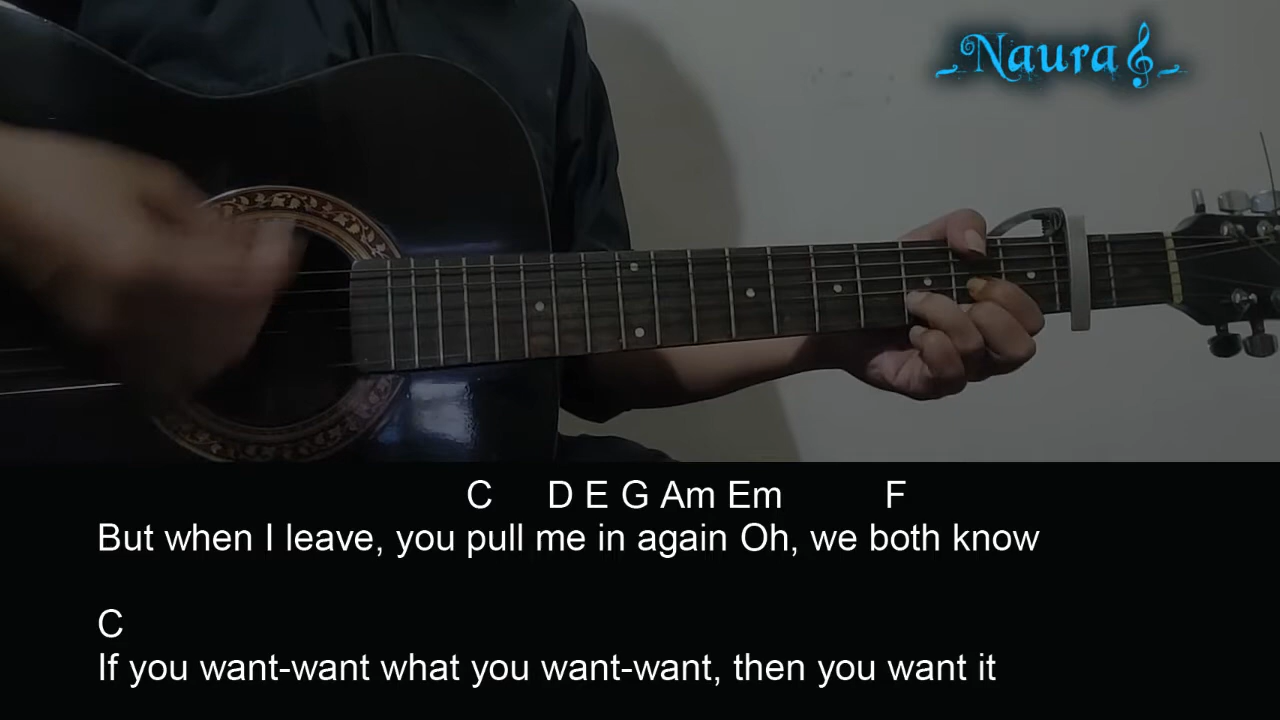 Naura
C D E G Am Em F
But when I leave, you pull me in again Oh, we both know
C
If you want-want what you want-want, then you want it